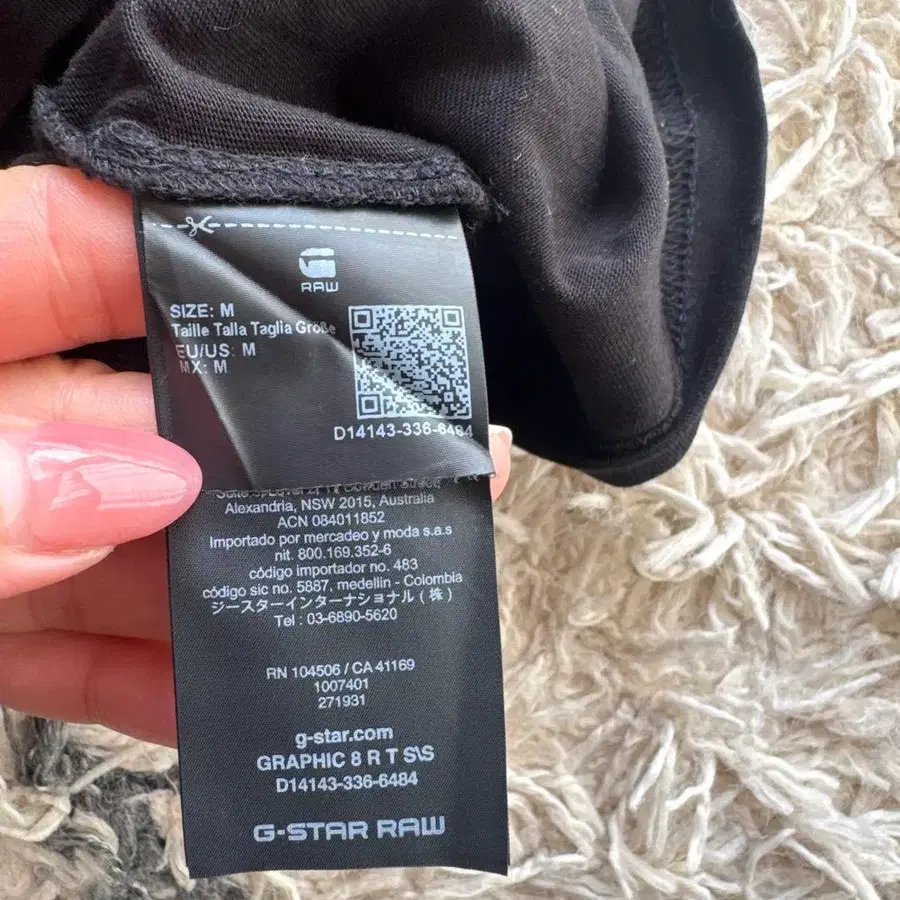 RAW
SIZE: M
Taille Talla Taglia Größe
EU/US: M
MX: M
D14143-336-6484
Alexandria, NSW 2015, Australia
ACN 084011852
Importado por mercadeo y moda s.a.s
nit. 800.169.352-6
código importador no. 483
código sic no. 5887, medellin - Colombia
ジースターインターナショナル(株)
Tel : 03-6890-5620
RN 104506 / CA 41169
1007401
271931
g-star.com
GRAPHIC 8 R T S\S
D14143-336-6484
G-STAR RAW